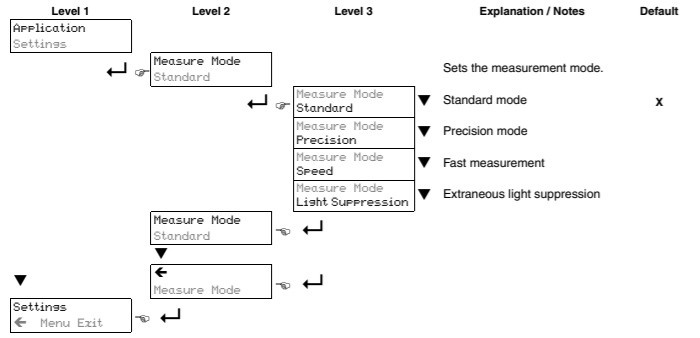 Level 1 Level 2 Level 3 Explanation / Notes Default
Application
Settings
Measure Mode
Standard
Sets the measurement mode.
Measure Mode
Standard
Standard mode
x
Measure Mode
Precision
Precision mode
Measure Mode
Speed
Fast measurement
Measure Mode
Light Suppression
Extraneous light suppression
Measure Mode
Standard
←
Measure Mode
Settings
← Menu Exit